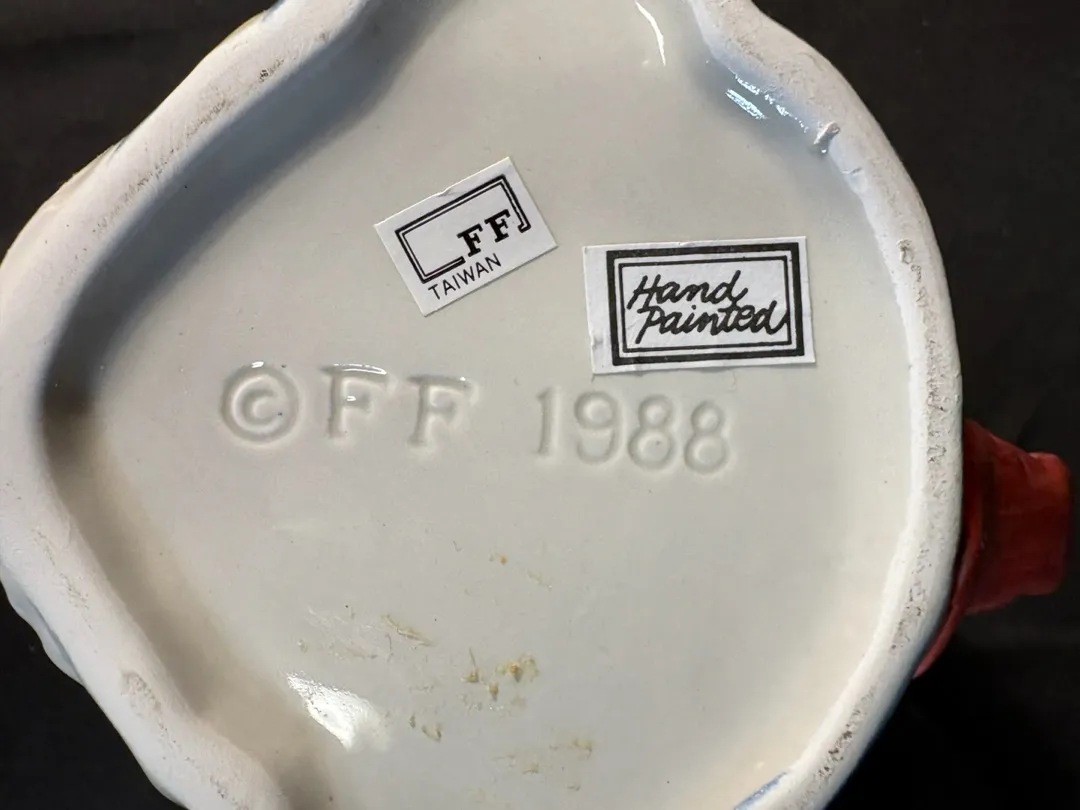 FF
TAIWAN
Hand
Painted
©FF 1988